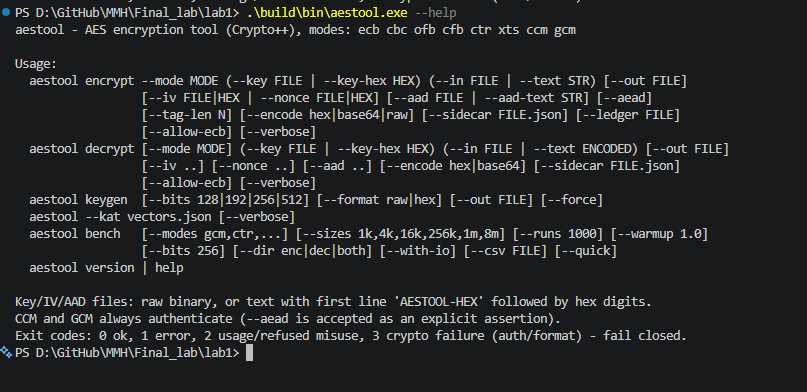 PS D:\GitHub\MMH\Final_lab\lab1> .\build\bin\aestool.exe --help
aestool - AES encryption tool (Crypto++), modes: ecb cbc ofb cfb ctr xts ccm gcm
Usage:
aestool encrypt --mode MODE (--key FILE | --key-hex HEX) (--in FILE | --text STR) [--out FILE]
[--iv FILE|HEX | --nonce FILE|HEX] [--aad FILE | --aad-text STR] [--aead]
[--tag-len N] [--encode hex|base64|raw] [--sidecar FILE.json] [--ledger FILE]
[--allow-ecb] [--verbose]
aestool decrypt [--mode MODE] (--key FILE | --key-hex HEX) (--in FILE | --text ENCODED) [--out FILE]
[--iv ..] [--nonce ..] [--aad ..] [--encode hex|base64] [--sidecar FILE.json]
[--allow-ecb] [--verbose]
aestool keygen [--bits 128|192|256|512] [--format raw|hex] [--out FILE] [--force]
aestool --kat vectors.json [--verbose]
aestool bench [--modes gcm,ctr,...] [--sizes 1k,4k,16k,256k,1m,8m] [--runs 1000] [--warmup 1.0]
[--bits 256] [--dir enc|dec|both] [--with-io] [--csv FILE] [--quick]
aestool version | help
Key/IV/AAD files: raw binary, or text with first line 'AESTOOL-HEX' followed by hex digits.
CCM and GCM always authenticate (--aead is accepted as an explicit assertion).
Exit codes: 0 ok, 1 error, 2 usage/refused misuse, 3 crypto failure (auth/format) - fail closed.
PS D:\GitHub\MMH\Final_lab\lab1>